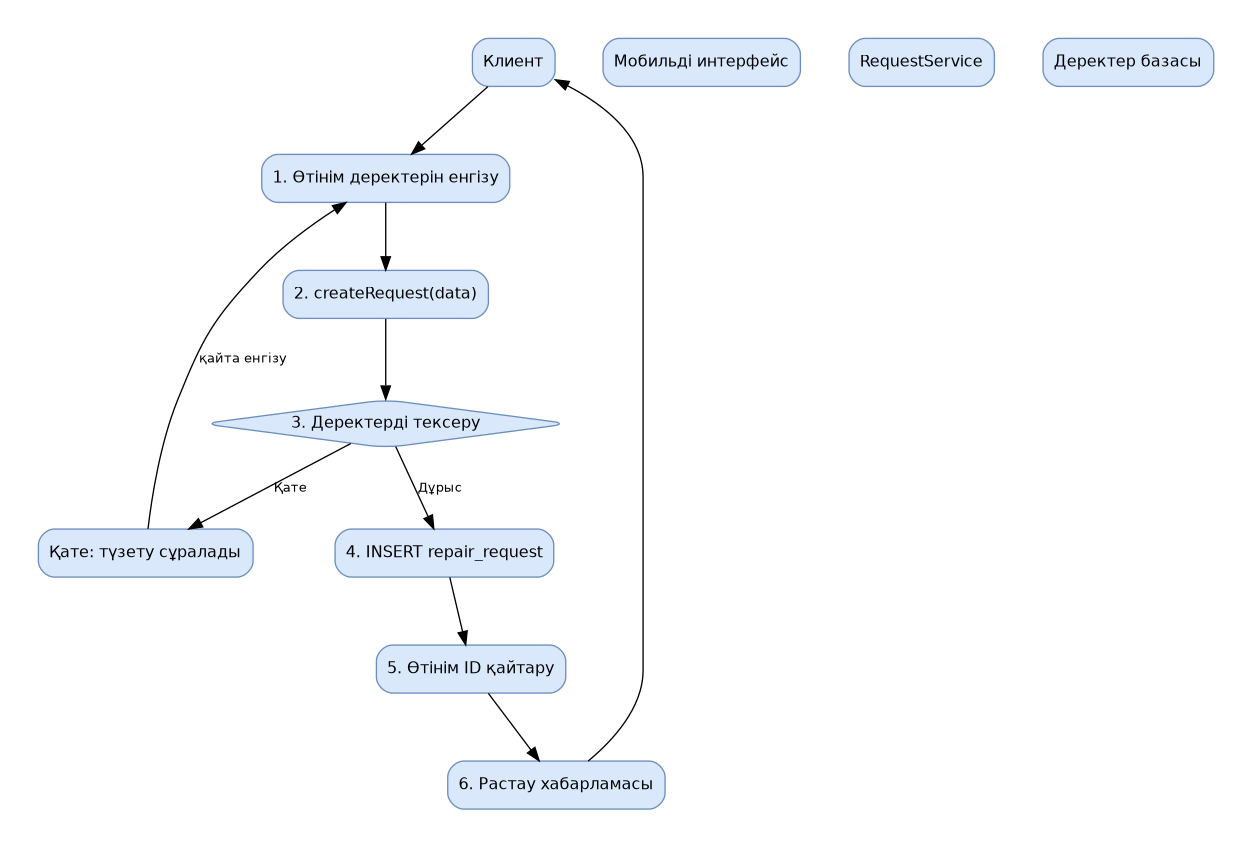 Клиент
Мобильді интерфейс
RequestService
Деректер базасы
1. Өтінім деректерін енгізу
2. createRequest(data)
қайта енгізу
3. Деректерді тексеру
Қате
Дұрыс
Қате: түзету сұралады
4. INSERT repair_request
5. Өтінім ID қайтару
6. Растау хабарламасы